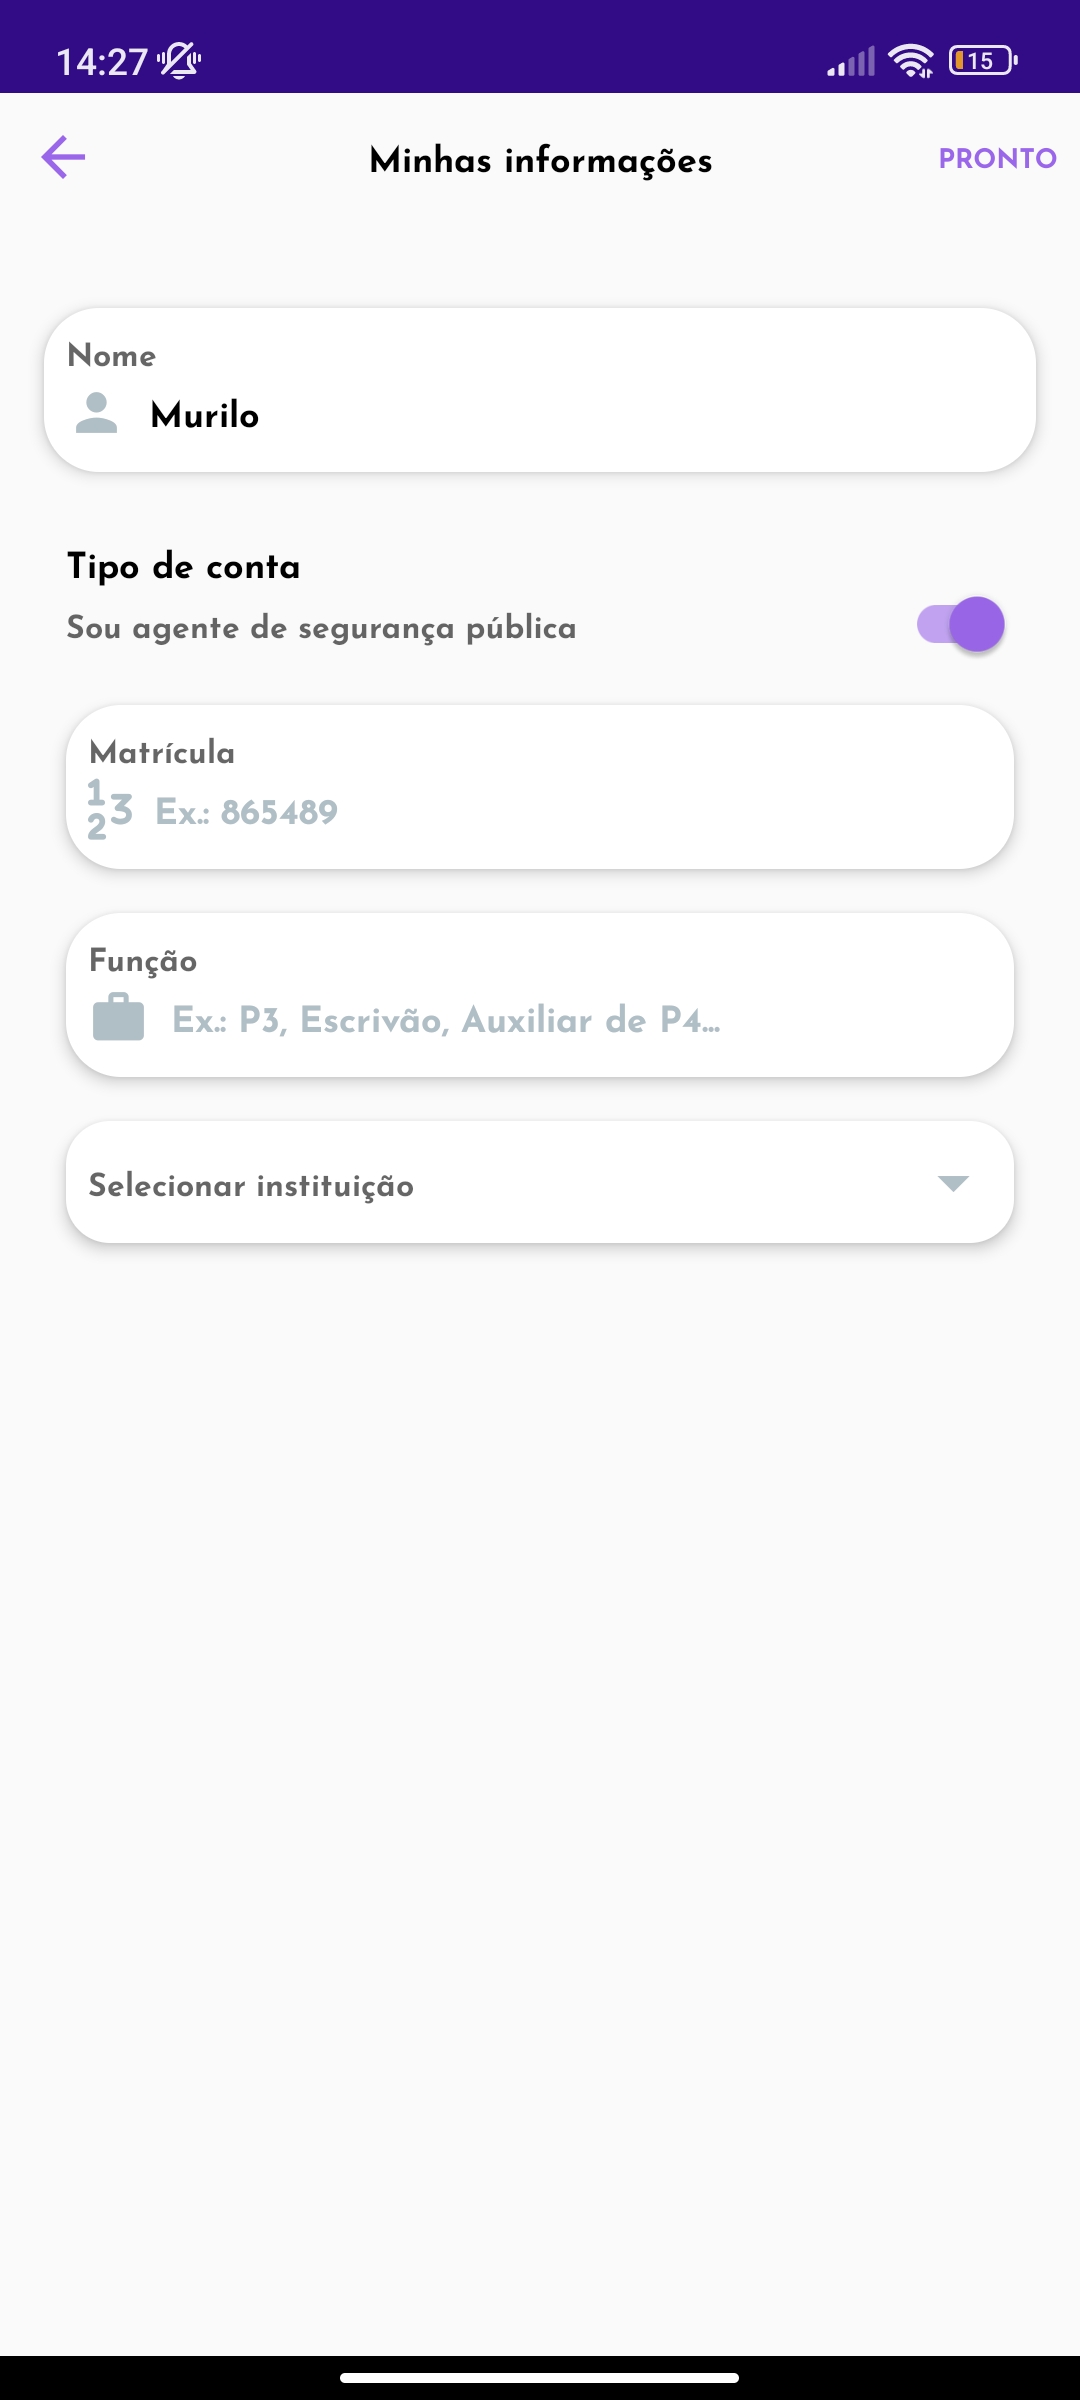 14:27
15
Minhas informações
PRONTO
Nome
Murilo
Tipo de conta
Sou agente de segurança pública
Matrícula
123 Ex.: 865489
Função
Ex.: P3, Escrivão, Auxiliar de P4...
Selecionar instituição